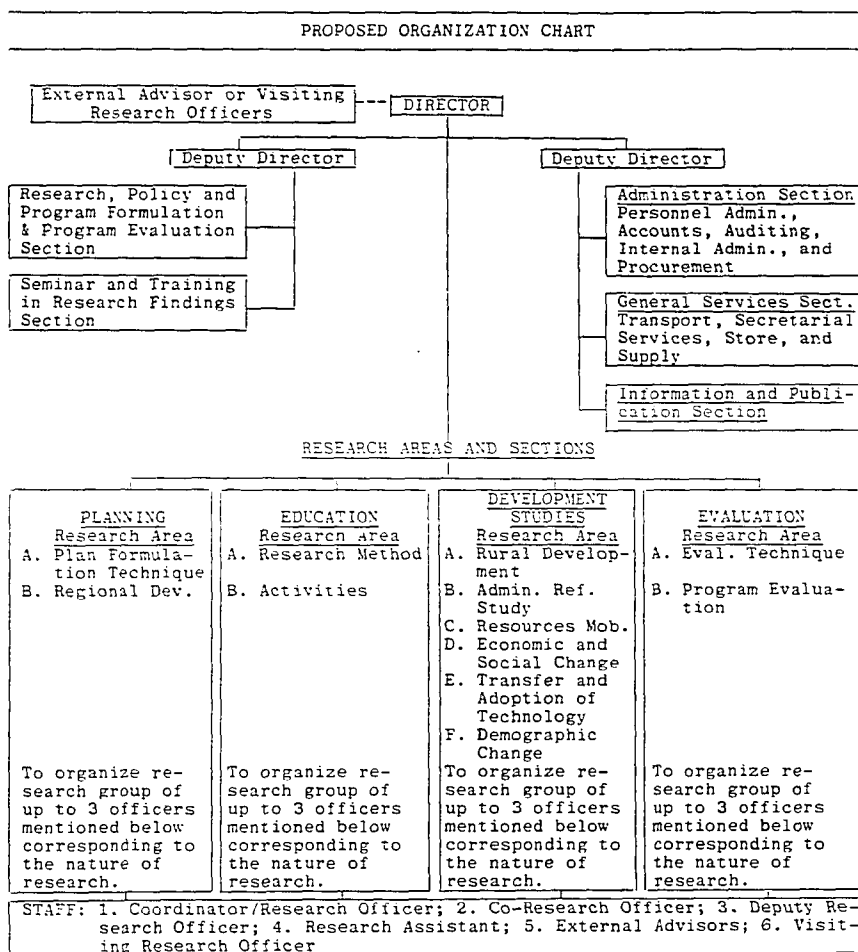 PROPOSED ORGANIZATION CHART
External Advisor or Visiting
Research Officers
DIRECTOR
Deputy Director
Deputy Director
Research, Policy and
Program Formulation
& Program Evaluation
Section
Seminar and Training
in Research Findings
Section
Administration Section
Personnel Admin.,
Accounts, Auditing,
Internal Admin., and
Procurement
General Services Sect.
Transport, Secretarial
Services, Store, and
Supply
Information and Publi-
cation Section
RESEARCH AREAS AND SECTIONS
PLANNING
Research Area
A. Plan Formula-
tion Technique
B. Regional Dev.
To organize re-
search group of
up to 3 officers
mentioned below
corresponding to
the nature of
research.
EDUCATION
Research Area
A. Research Method
B. Activities
To organize re-
search group of
up to 3 officers
mentioned below
corresponding to
the nature of
research.
DEVELOPMENT
STUDIES
Research Area
A. Rural Develop-
ment
B. Admin. Ref.
Study
C. Resources Mob.
D. Economic and
Social Change
E. Transfer and
Adoption of
Technology
F. Demographic
Change
To organize re-
search group of
up to 3 officers
mentioned below
corresponding to
the nature of
research.
EVALUATION
Research Area
A. Eval. Technique
B. Program Evalua-
tion
To organize re-
search group of
up to 3 officers
mentioned below
corresponding to
the nature of
research.
STAFF: 1. Coordinator/Research Officer; 2. Co-Research Officer; 3. Deputy Re-
search Officer; 4. Research Assistant; 5. External Advisors; 6. Visit-
ing Research Officer